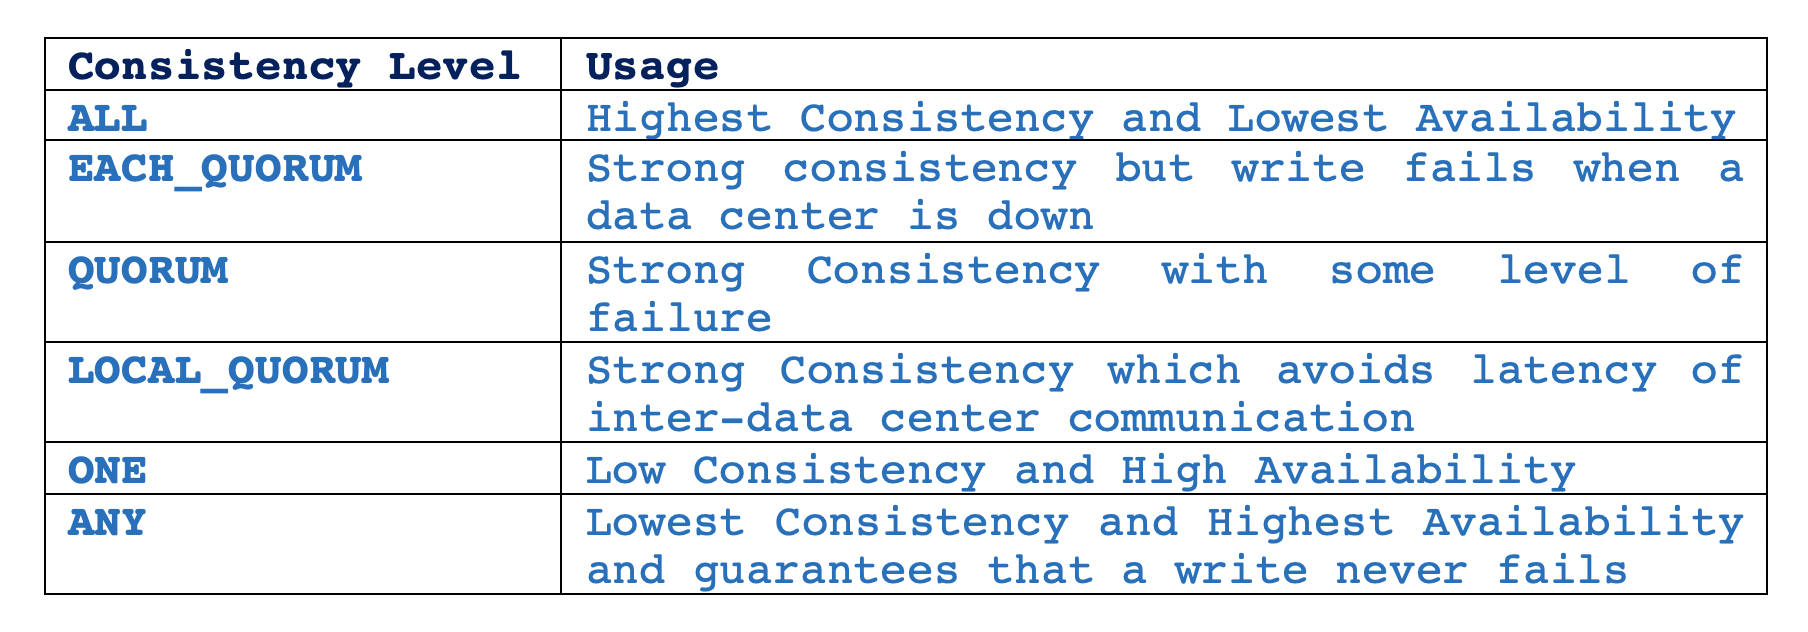 Consistency Level Usage
ALL Highest Consistency and Lowest Availability
EACH_QUORUM Strong consistency but write fails when a
data center is down
QUORUM Strong Consistency with some level of
failure
LOCAL_QUORUM Strong Consistency which avoids latency of
inter-data center communication
ONE Low Consistency and High Availability
ANY Lowest Consistency and Highest Availability
and guarantees that a write never fails